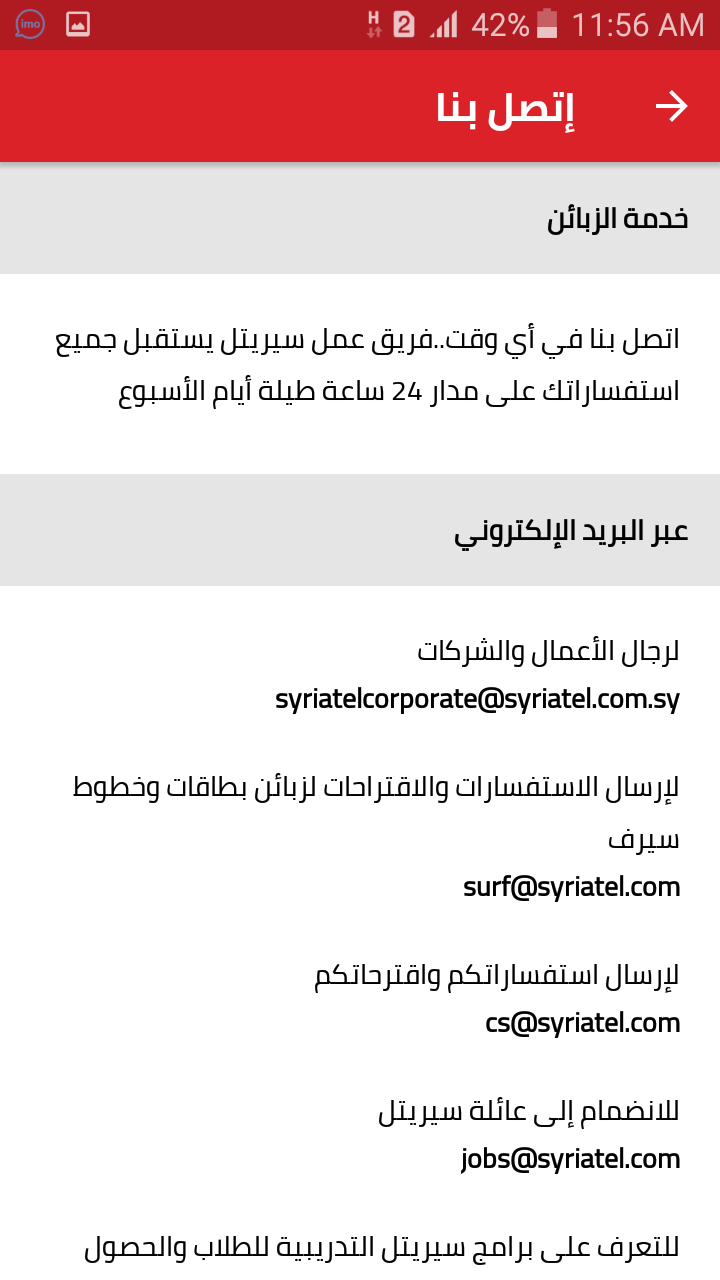 imo H 2 42% 11:56 AM
إتصل بنا
خدمة الزبائن
اتصل بنا في أي وقت..فريق عمل سيريتل يستقبل جميع
استفساراتك على مدار 24 ساعة طيلة أيام الأسبوع
عبر البريد الإلكتروني
لرجال الأعمال والشركات
syriatelcorporate@syriatel.com.sy
لإرسال الاستفسارات والاقتراحات لزبائن بطاقات وخطوط
سيرف
surf@syriatel.com
لإرسال استفساراتكم واقترحاتكم
cs@syriatel.com
للانضمام إلى عائلة سيريتل
jobs@syriatel.com
للتعرف على برامج سيريتل التدريبية للطلاب والحصول